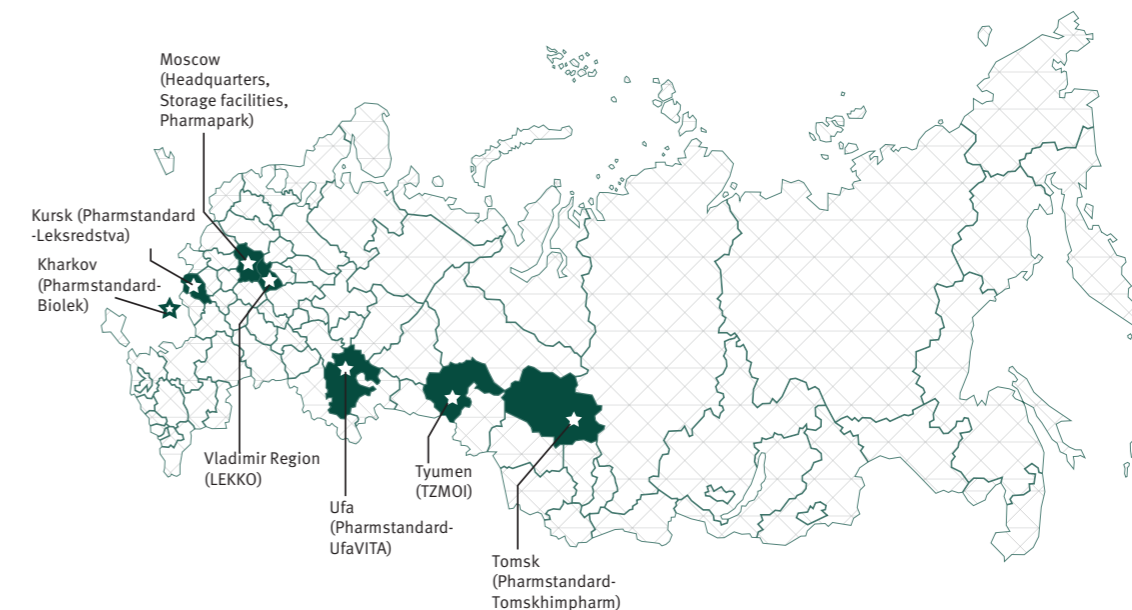 Moscow
(Headquarters,
Storage facilities,
Pharmapark)
Kursk (Pharmstandard
-Leksredstva)
Kharkov
(Pharmstandard-
Biolek)
Vladimir Region
(LEKKO)
Ufa
(Pharmstandard-
UfaVITA)
Tyumen
(TZMOI)
Tomsk
(Pharmstandard-
Tomskhimpharm)